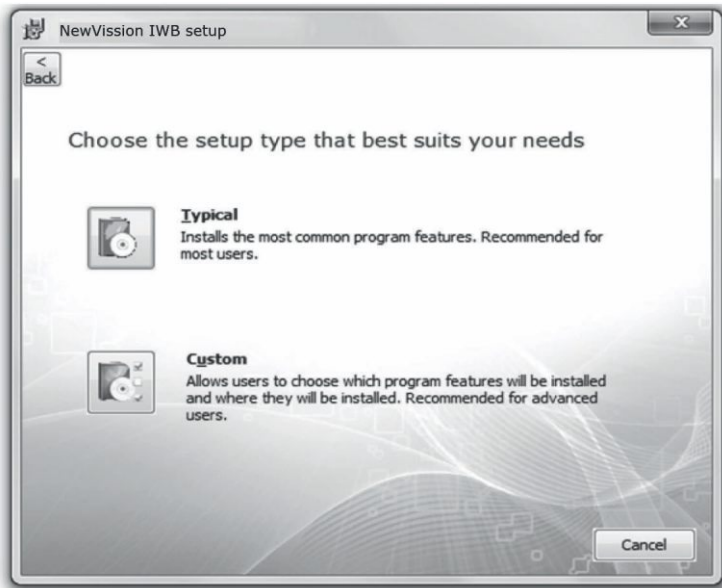 NewVission IWB setup
x
<
Back
Choose the setup type that best suits your needs
Typical
Installs the most common program features. Recommended for
most users.
Custom
Allows users to choose which program features will be installed
and where they will be installed. Recommended for advanced
users.
Cancel